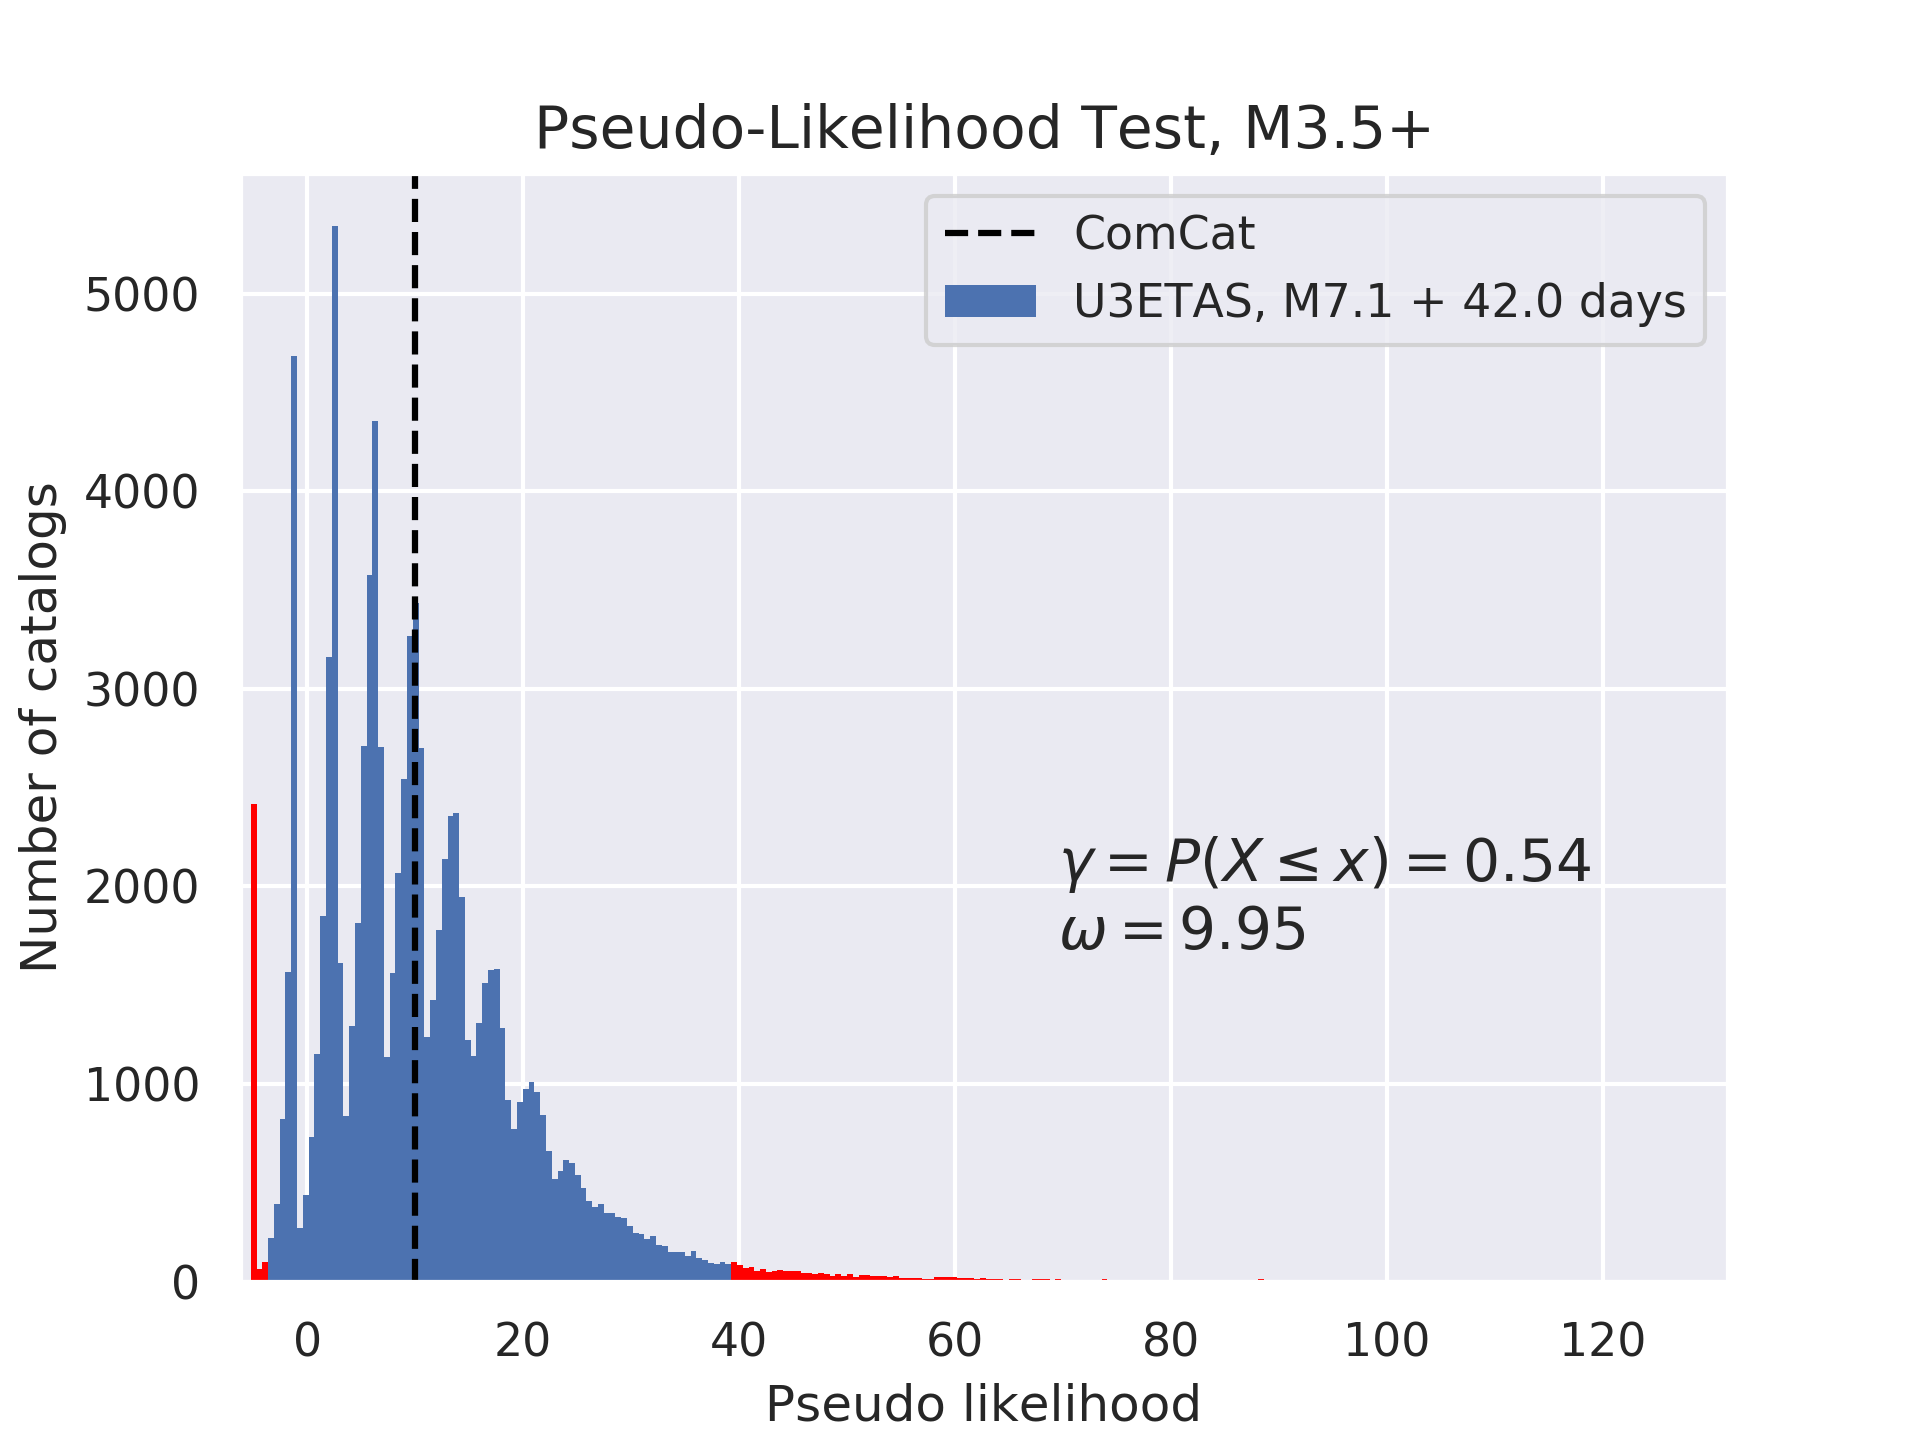 Pseudo-Likelihood Test, M3.5+
ComCat
U3ETAS, M7.1 + 42.0 days
5000
4000
3000
2000
1000
0
Number of catalogs
γ = P(X ≤ x) = 0.54
ω = 9.95
0 20 40 60 80 100 120
Pseudo likelihood